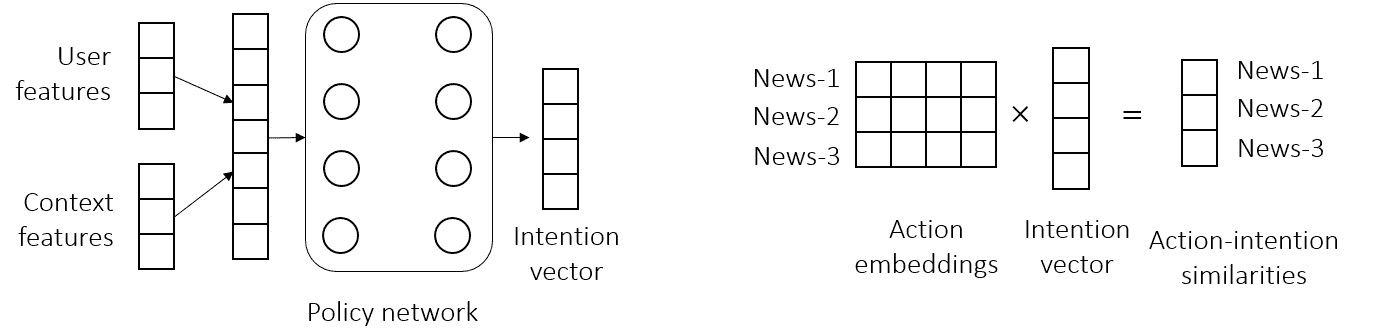 User
features
Context
features
Policy network
Intention
vector
News-1
News-2
News-3
×
=
News-1
News-2
News-3
Action
embeddings
Intention
vector
Action-intention
similarities